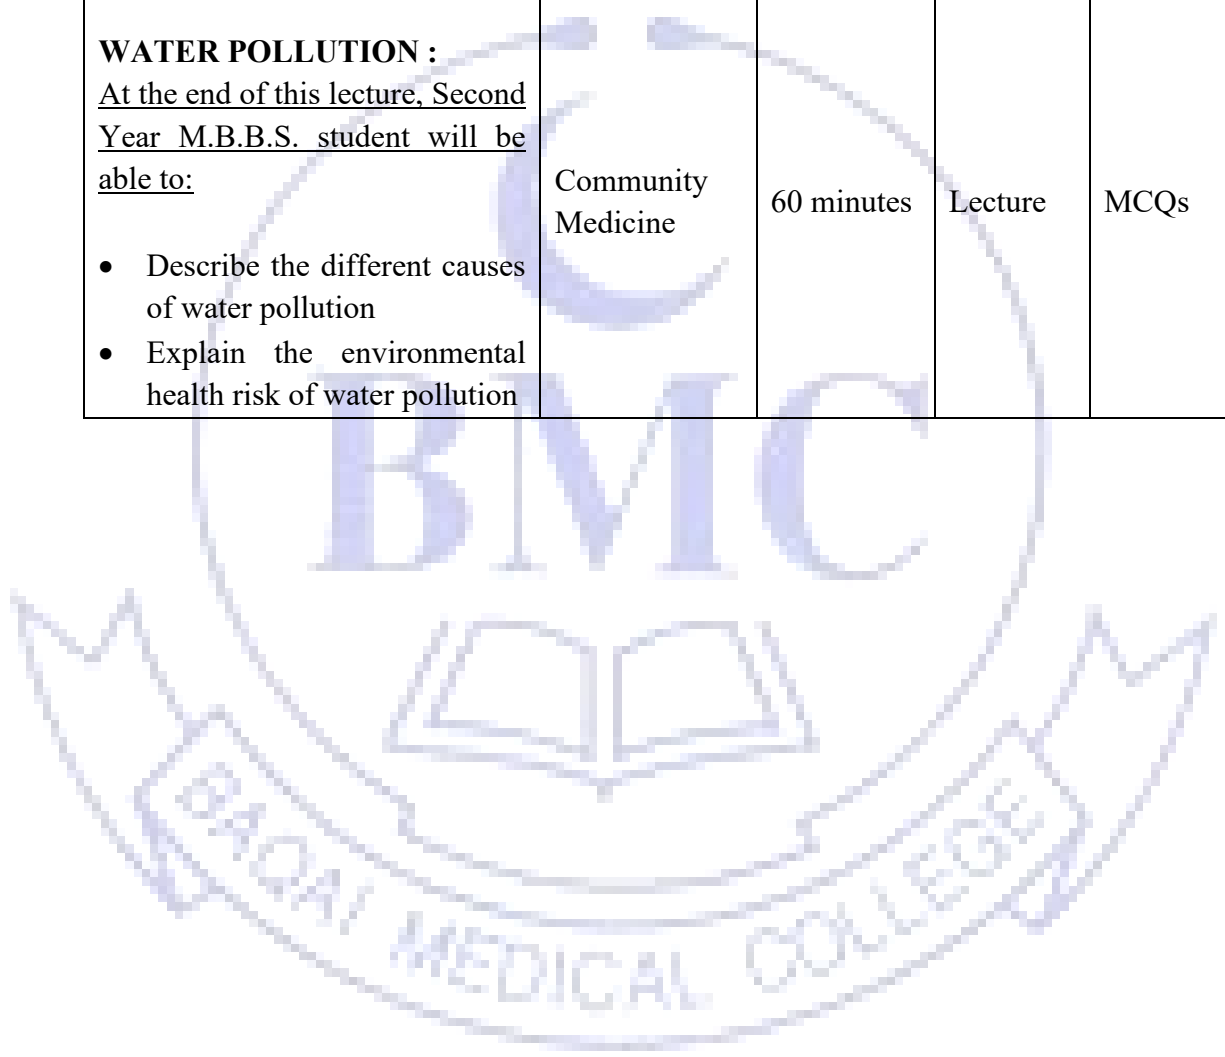 WATER POLLUTION :
At the end of this lecture, Second
Year M.B.B.S. student will be
able to:
• Describe the different causes
of water pollution
• Explain the environmental
health risk of water pollution
Community
Medicine
60 minutes
Lecture
MCQs
BMC
BAQAI MEDICAL COLLEGE